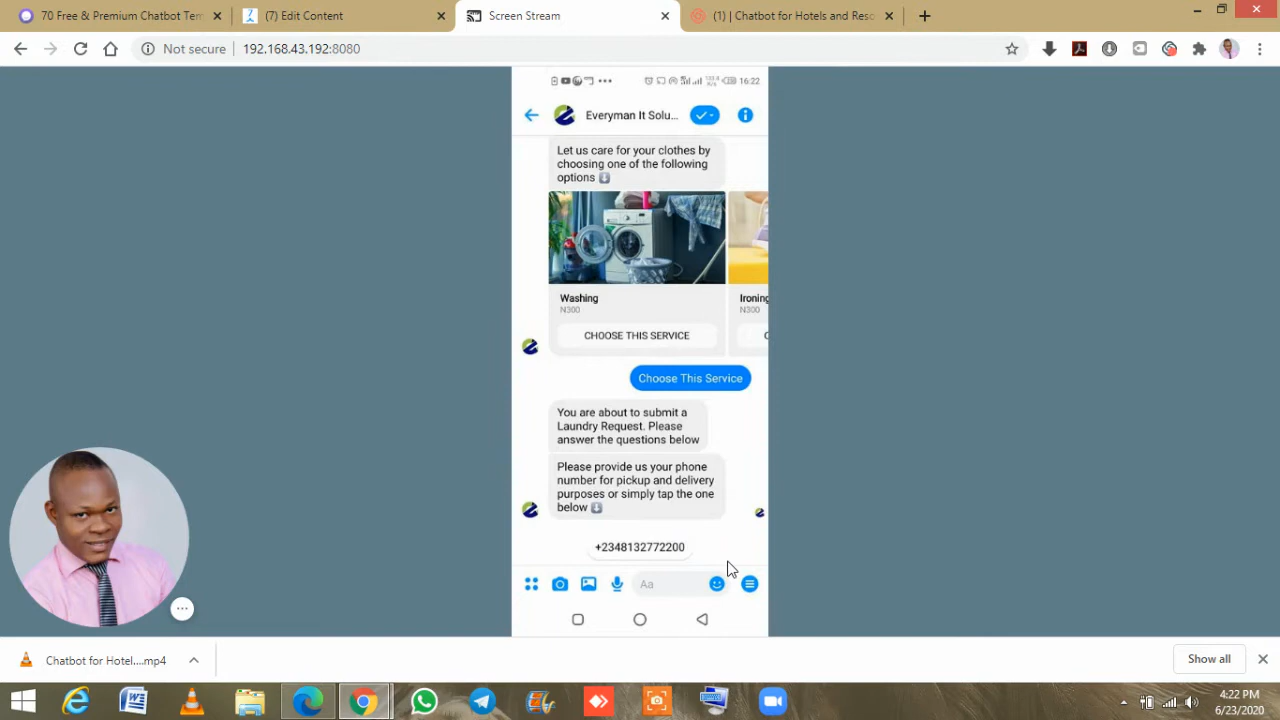 70 Free & Premium Chatbot Tem
(7) Edit Content
Screen Stream
(1) | Chatbot for Hotels and Reso
Not secure
192.168.43.192:8080
16:22
Everyman It Solu...
Let us care for your clothes by
choosing one of the following
options
Washing
N300
CHOOSE THIS SERVICE
Ironing
N300
Choose This Service
You are about to submit a
Laundry Request. Please
answer the questions below
Please provide us your phone
number for pickup and delivery
purposes or simply tap the one
below
+2348132772200
Aa
Chatbot for Hotel....mp4
Show all
4:22 PM
6/23/2020